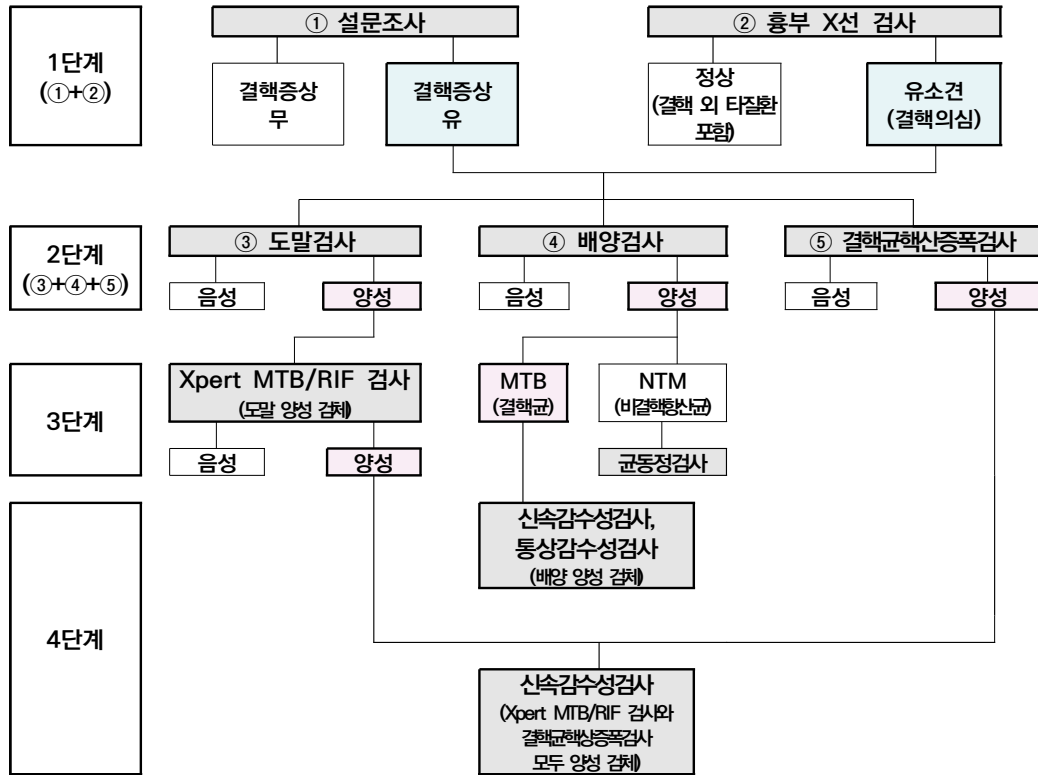 1단계
(①+②)
① 설문조사
② 흉부 X선 검사
결핵증상
무
결핵증상
유
정상
(결핵 외 타질환
포함)
유소견
(결핵의심)
2단계
(③+④+⑤)
③ 도말검사
④ 배양검사
⑤ 결핵균핵산증폭검사
음성
양성
음성
양성
음성
양성
3단계
Xpert MTB/RIF 검사
(도말 양성 검체)
MTB
(결핵균)
NTM
(비결핵항산균)
음성
양성
균동정검사
4단계
신속감수성검사,
통상감수성검사
(배양 양성 검체)
신속감수성검사
(Xpert MTB/RIF 검사와
결핵균핵상증폭검사
모두 양성 검체)